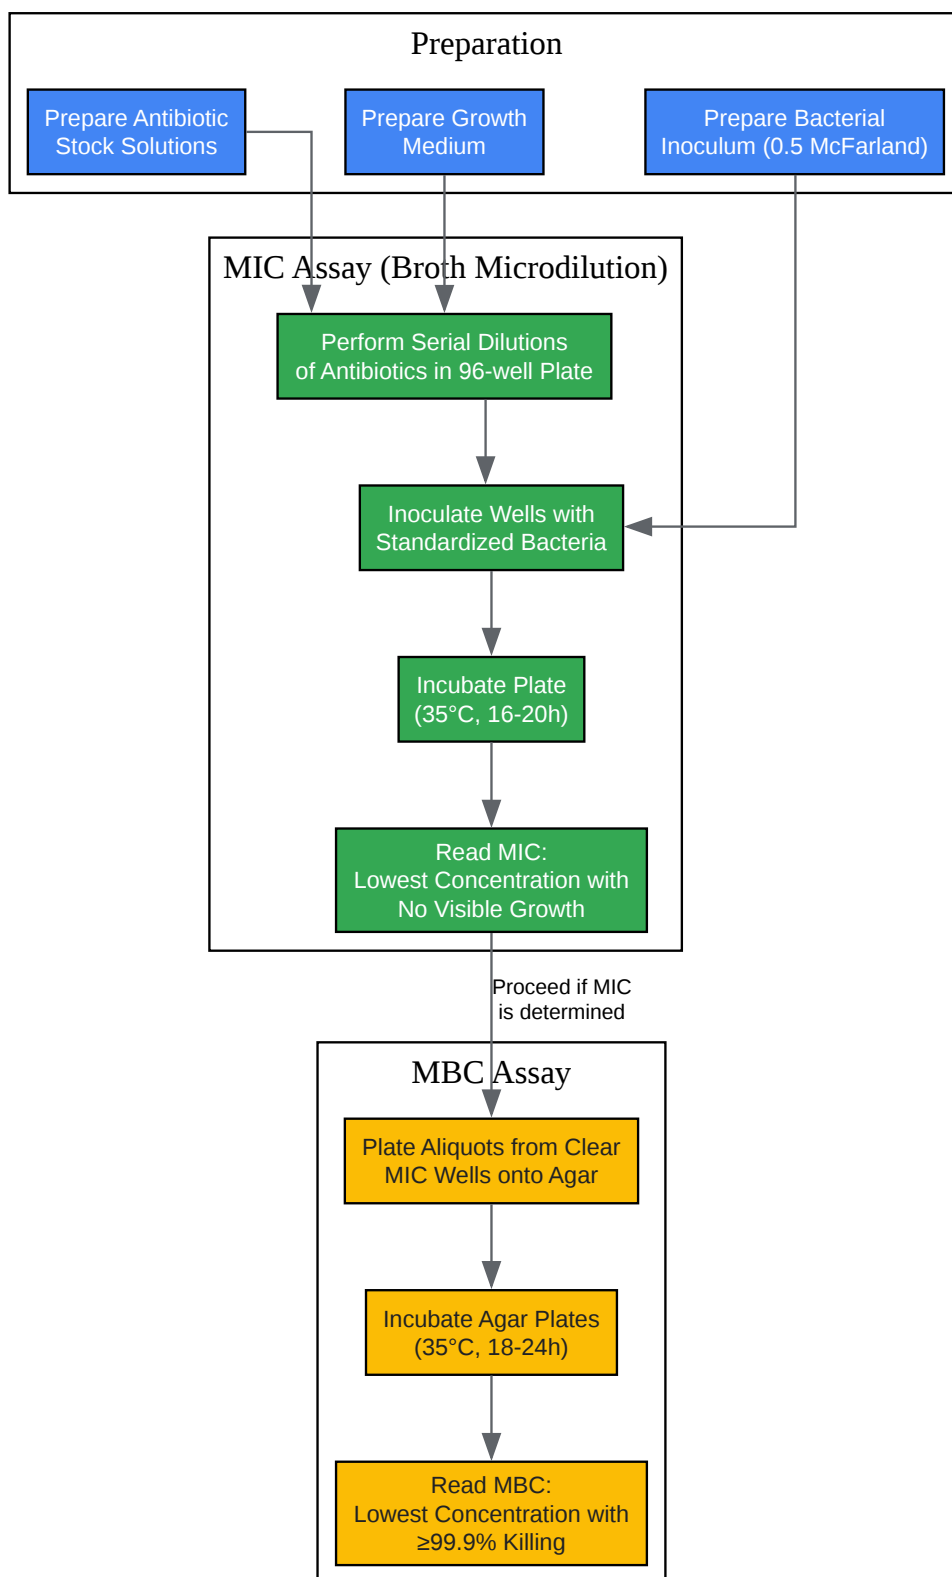 Preparation
Prepare Antibiotic
Stock Solutions
Prepare Growth
Medium
Prepare Bacterial
Inoculum (0.5 McFarland)
MIC Assay (Broth Microdilution)
Perform Serial Dilutions
of Antibiotics in 96-well Plate
Inoculate Wells with
Standardized Bacteria
Incubate Plate
(35°C, 16-20h)
Read MIC:
Lowest Concentration with
No Visible Growth
Proceed if MIC
is determined
MBC Assay
Plate Aliquots from Clear
MIC Wells onto Agar
Incubate Agar Plates
(35°C, 18-24h)
Read MBC:
Lowest Concentration with
≥99.9% Killing